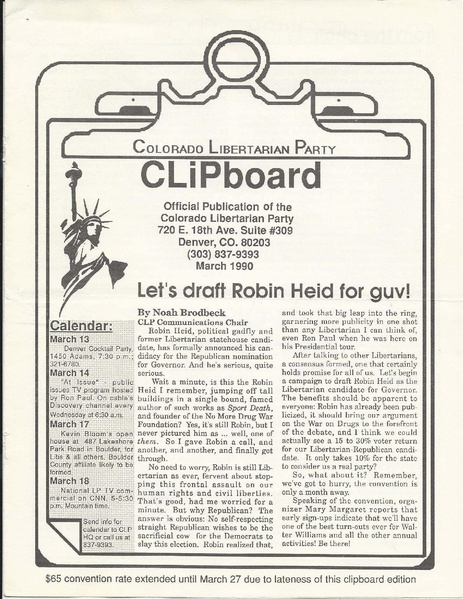 COLORADO LIBERTARIAN PARTY
CLiPboard
Official Publication of the
Colorado Libertarian Party
720 E. 18th Ave. Suite #309
Denver, CO. 80203
(303) 837-9393
March 1990
Let's draft Robin Heid for guv!
Calendar:
March 13
Denver Cocktail Party,
1450 Adams, 7:30 p.m.;
321-6780.
March 14
"At Issue" - public
issues TV program hosted
by Ron Paul. On cable's
Discovery channel every
Wednesday at 6:30 a.m.
March 17
Kevin Bloom's open
house at 487 Lakeshore
Park Road in Boulder, for
Libs & all others. Boulder
County affiliate likely to be
formed.
March 18
National LP TV com-
mercial on CNN, 5-5:30
p.m. Mountain time.
Send info for
calendar to CLP
HQ or call us at
837-9393.
By Noah Brodbeck
CLP Communications Chair
Robin Heid, political gadfly and
former Libertarian statehouse candi-
date, has formally announced his can-
didacy for the Republican nomination
for Governor. And he's serious, quite
serious.
Wait a minute, is this the Robin
Heid I remember, jumping off tall
buildings in a single bound, famed
author of such works as Sport Death,
and founder of the No More Drug War
Foundation? Yes, it's still Robin, but I
never pictured him as ... well, one of
them. So I gave Robin a call, and
another, and another, and finally got
through.
No need to worry, Robin is still Lib-
ertarian as ever, fervent about stop-
ping this frontal assault on our
human rights and civil liberties.
That's good, had me worried for a
minute. But why Republican? The
answer is obvious: No self-respecting
straight Republican wishes to be the
sacrificial cow for the Democrats to
slay this election. Robin realized that,
and took that big leap into the ring,
garnering more publicity in one shot
than any Libertarian I can think of,
even Ron Paul when he was here on
his Presidential tour.
After talking to other Libertarians,
a consensus formed, one that certainly
holds promise for all of us. Let's begin
a campaign to draft Robin Heid as the
Libertarian candidate for Governor.
The benefits should be apparent to
everyone: Robin has already been pub-
licized, it should bring our argument
on the War on Drugs to the forefront
of the debate, and I think we could
actually see a 15 to 30% voter return
for our Libertarian-Republican candi-
date. It only takes 10% for the state
to consider us a real party?
So, what about it? Remember,
we've got to hurry, the convention is
only a month away.
Speaking of the convention, organ-
izer Mary Margaret reports that
early sign-ups indicate that we'll have
one of the best turn-outs ever for Wal-
ter Williams and all the other annual
activities! Be there!
$65 convention rate extended until March 27 due to lateness of this clipboard edition